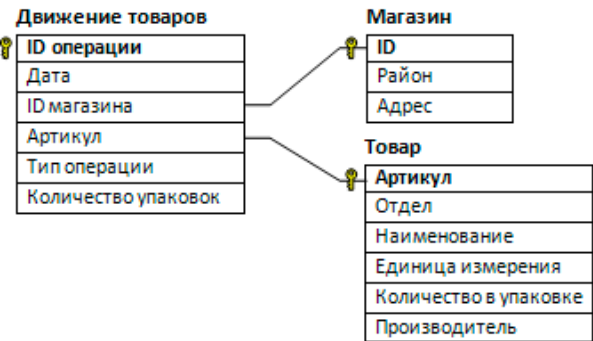 Движение товаров
ID операции
Дата
ID магазина
Артикул
Тип операции
Количество упаковок
Магазин
ID
Район
Адрес
Товар
Артикул
Отдел
Наименование
Единица измерения
Количество в упаковке
Производитель